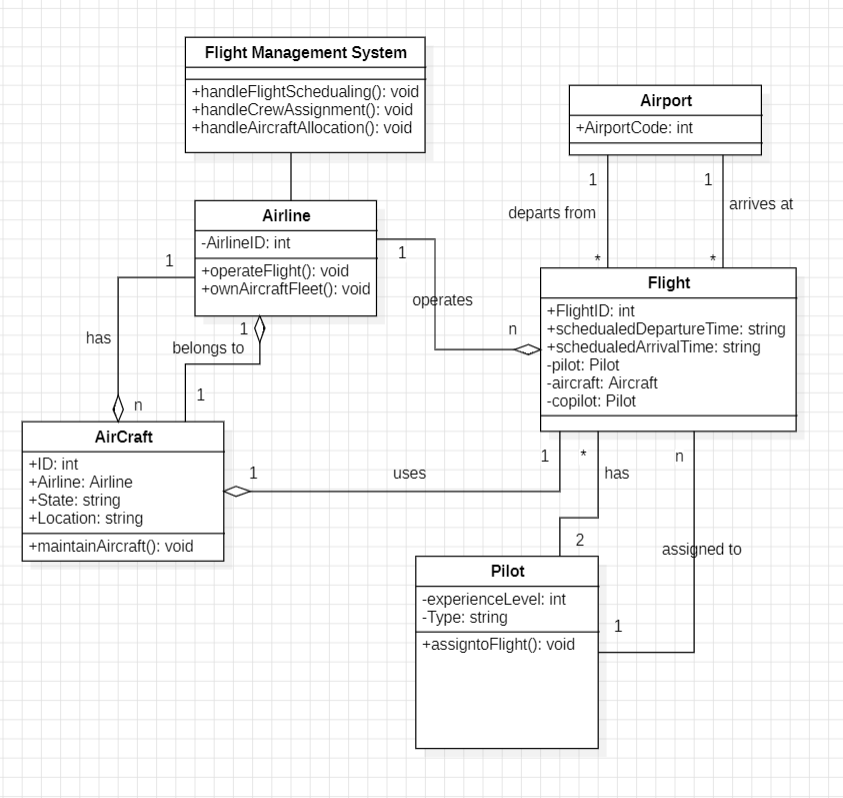 Flight Management System
+handleFlightSchedualing(): void
+handleCrewAssignment(): void
+handleAircraftAllocation(): void
Airport
+AirportCode: int
1
1
departs from
arrives at
*
*
Airline
-AirlineID: int
+operateFlight(): void
+ownAircraftFleet(): void
1
operates
n
1
has
n
1
belongs to
1
Flight
+FlightID: int
+schedualedDepartureTime: string
+schedualedArrivalTime: string
-pilot: Pilot
-aircraft: Aircraft
-copilot: Pilot
AirCraft
+ID: int
+Airline: Airline
+State: string
+Location: string
+maintainAircraft(): void
1
uses
1
*
has
2
n
assigned to
1
Pilot
-experienceLevel: int
-Type: string
+assigntoFlight(): void